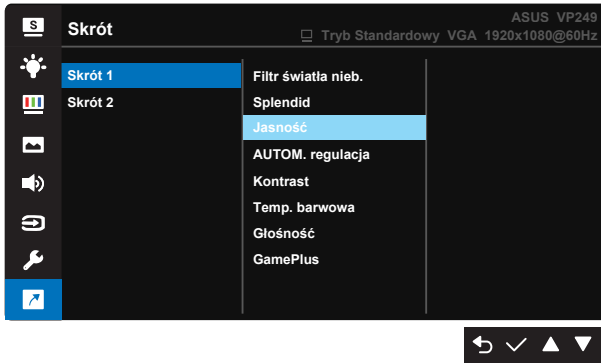 S
Skrót
ASUS VP249
Tryb Standardowy VGA 1920x1080@60Hz
Skrót 1
Skrót 2
Filtr światła nieb.
Splendid
Jasność
AUTOM. regulacja
Kontrast
Temp. barwowa
Głośność
GamePlus